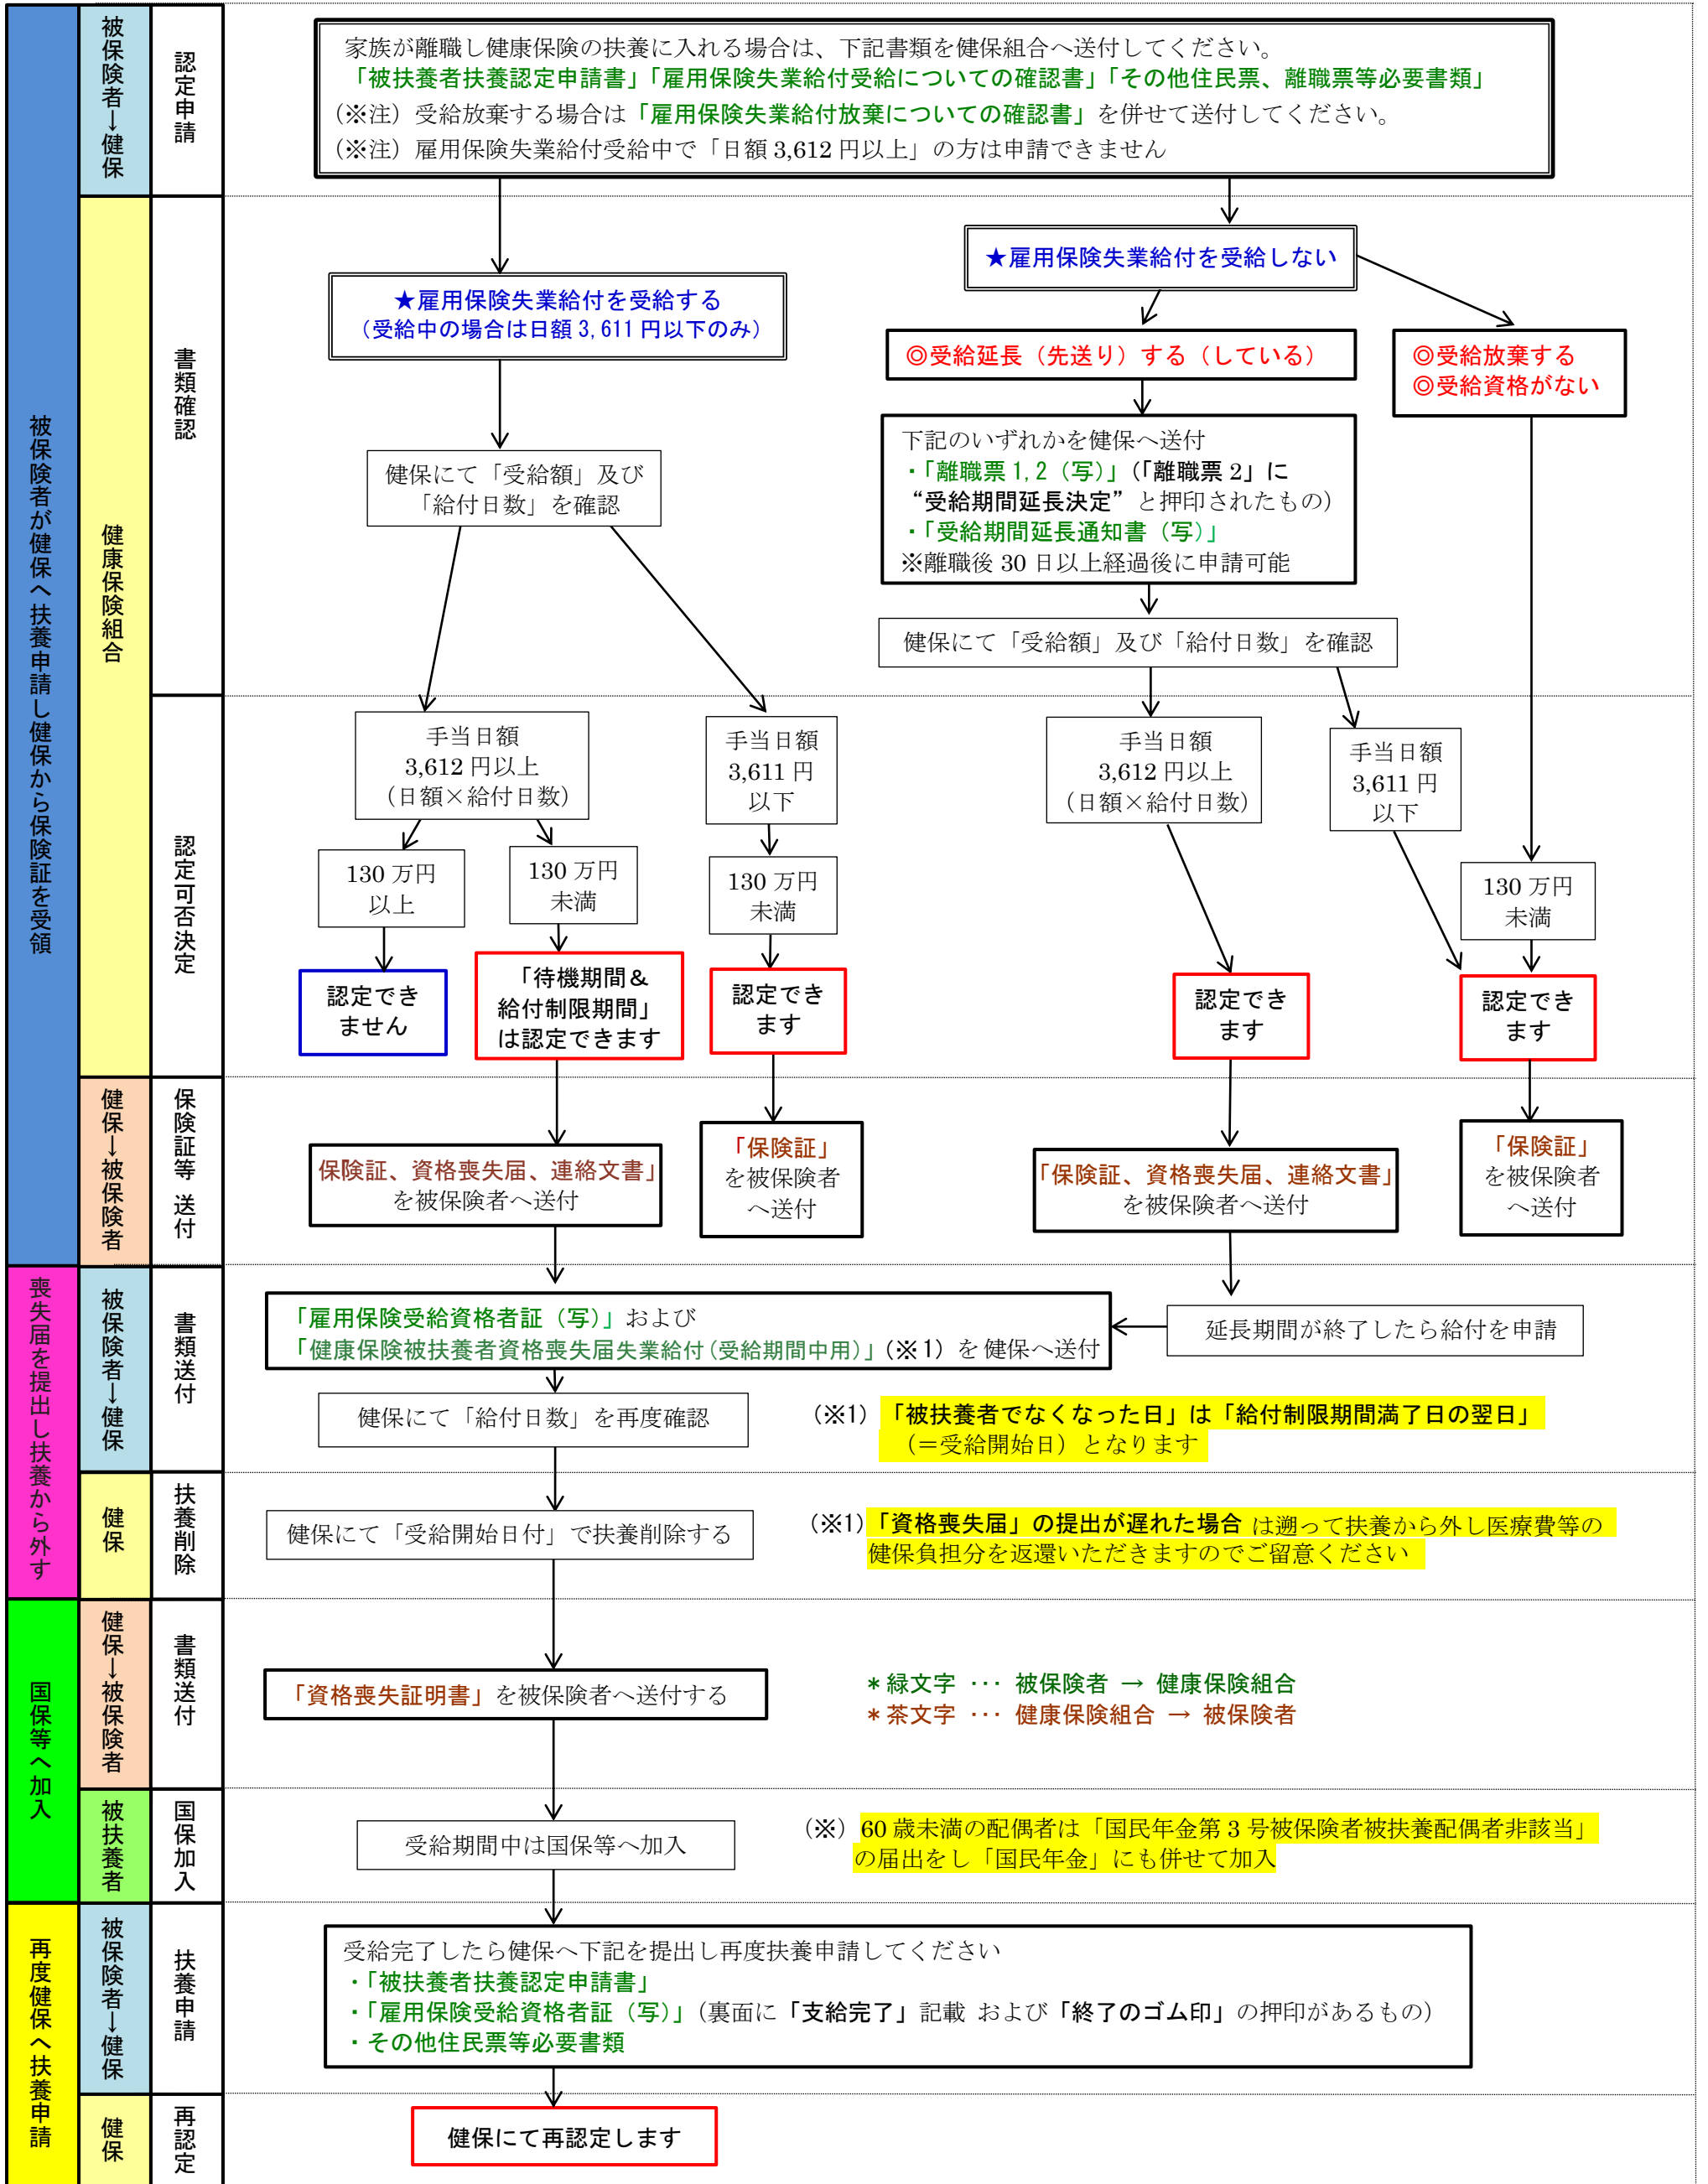 被保険者が健保へ扶養申請し健保から保険証を受領
被保険者→健保
認定申請
家族が離職し健康保険の扶養に入れる場合は、下記書類を健保組合へ送付してください。
「被扶養者扶養認定申請書」「雇用保険失業給付受給についての確認書」「その他住民票、離職票等必要書類」
(※注) 受給放棄する場合は「雇用保険失業給付放棄についての確認書」を併せて送付してください。
(※注) 雇用保険失業給付受給中で「日額 3,612 円以上」の方は申請できません
健康保険組合
書類確認
★雇用保険失業給付を受給する
(受給中の場合は日額 3,611 円以下のみ)
★雇用保険失業給付を受給しない
◎受給延長(先送り)する(している)
◎受給放棄する
◎受給資格がない
健保にて「受給額」及び
「給付日数」を確認
下記のいずれかを健保へ送付
・「離職票 1,2(写)」(「離職票 2」に
“受給期間延長決定”と押印されたもの)
・「受給期間延長通知書(写)」
※離職後 30 日以上経過後に申請可能
健保にて「受給額」及び「給付日数」を確認
認定可否決定
手当日額
3,612 円以上
(日額×給付日数)
手当日額
3,611 円
以下
手当日額
3,612 円以上
(日額×給付日数)
手当日額
3,611 円
以下
130 万円
以上
130 万円
未満
130 万円
未満
130 万円
未満
認定でき
ません
「待機期間&
給付制限期間」
は認定できます
認定でき
ます
認定でき
ます
認定でき
ます
健保→被保険者
保険証等 送付
保険証、資格喪失届、連絡文書」
を被保険者へ送付
「保険証」
を被保険者
へ送付
「保険証、資格喪失届、連絡文書」
を被保険者へ送付
「保険証」
を被保険者
へ送付
喪失届を提出し扶養から外す
被保険者→健保
書類送付
「雇用保険受給資格者証(写)」および
「健康保険被扶養者資格喪失届失業給付(受給期間中用)」(※1) を健保へ送付
延長期間が終了したら給付を申請
健保にて「給付日数」を再度確認
(※1) 「被扶養者でなくなった日」は「給付制限期間満了日の翌日」
(=受給開始日)となります
健保
扶養削除
健保にて「受給開始日付」で扶養削除する
(※1)「資格喪失届」の提出が遅れた場合 は遡って扶養から外し医療費等の
健保負担分を返還いただきますのでご留意ください
国保等へ加入
健保→被保険者
書類送付
「資格喪失証明書」を被保険者へ送付する
*緑文字 ･･･ 被保険者 → 健康保険組合
*茶文字 ･･･ 健康保険組合 → 被保険者
被扶養者
国保加入
受給期間中は国保等へ加入
(※) 60 歳未満の配偶者は「国民年金第 3 号被保険者被扶養配偶者非該当」
の届出をし「国民年金」にも併せて加入
再度健保へ扶養申請
被保険者→健保
扶養申請
受給完了したら健保へ下記を提出し再度扶養申請してください
・「被扶養者扶養認定申請書」
・「雇用保険受給資格者証(写)」(裏面に「支給完了」記載 および「終了のゴム印」の押印があるもの)
・その他住民票等必要書類
健保
再認定
健保にて再認定します